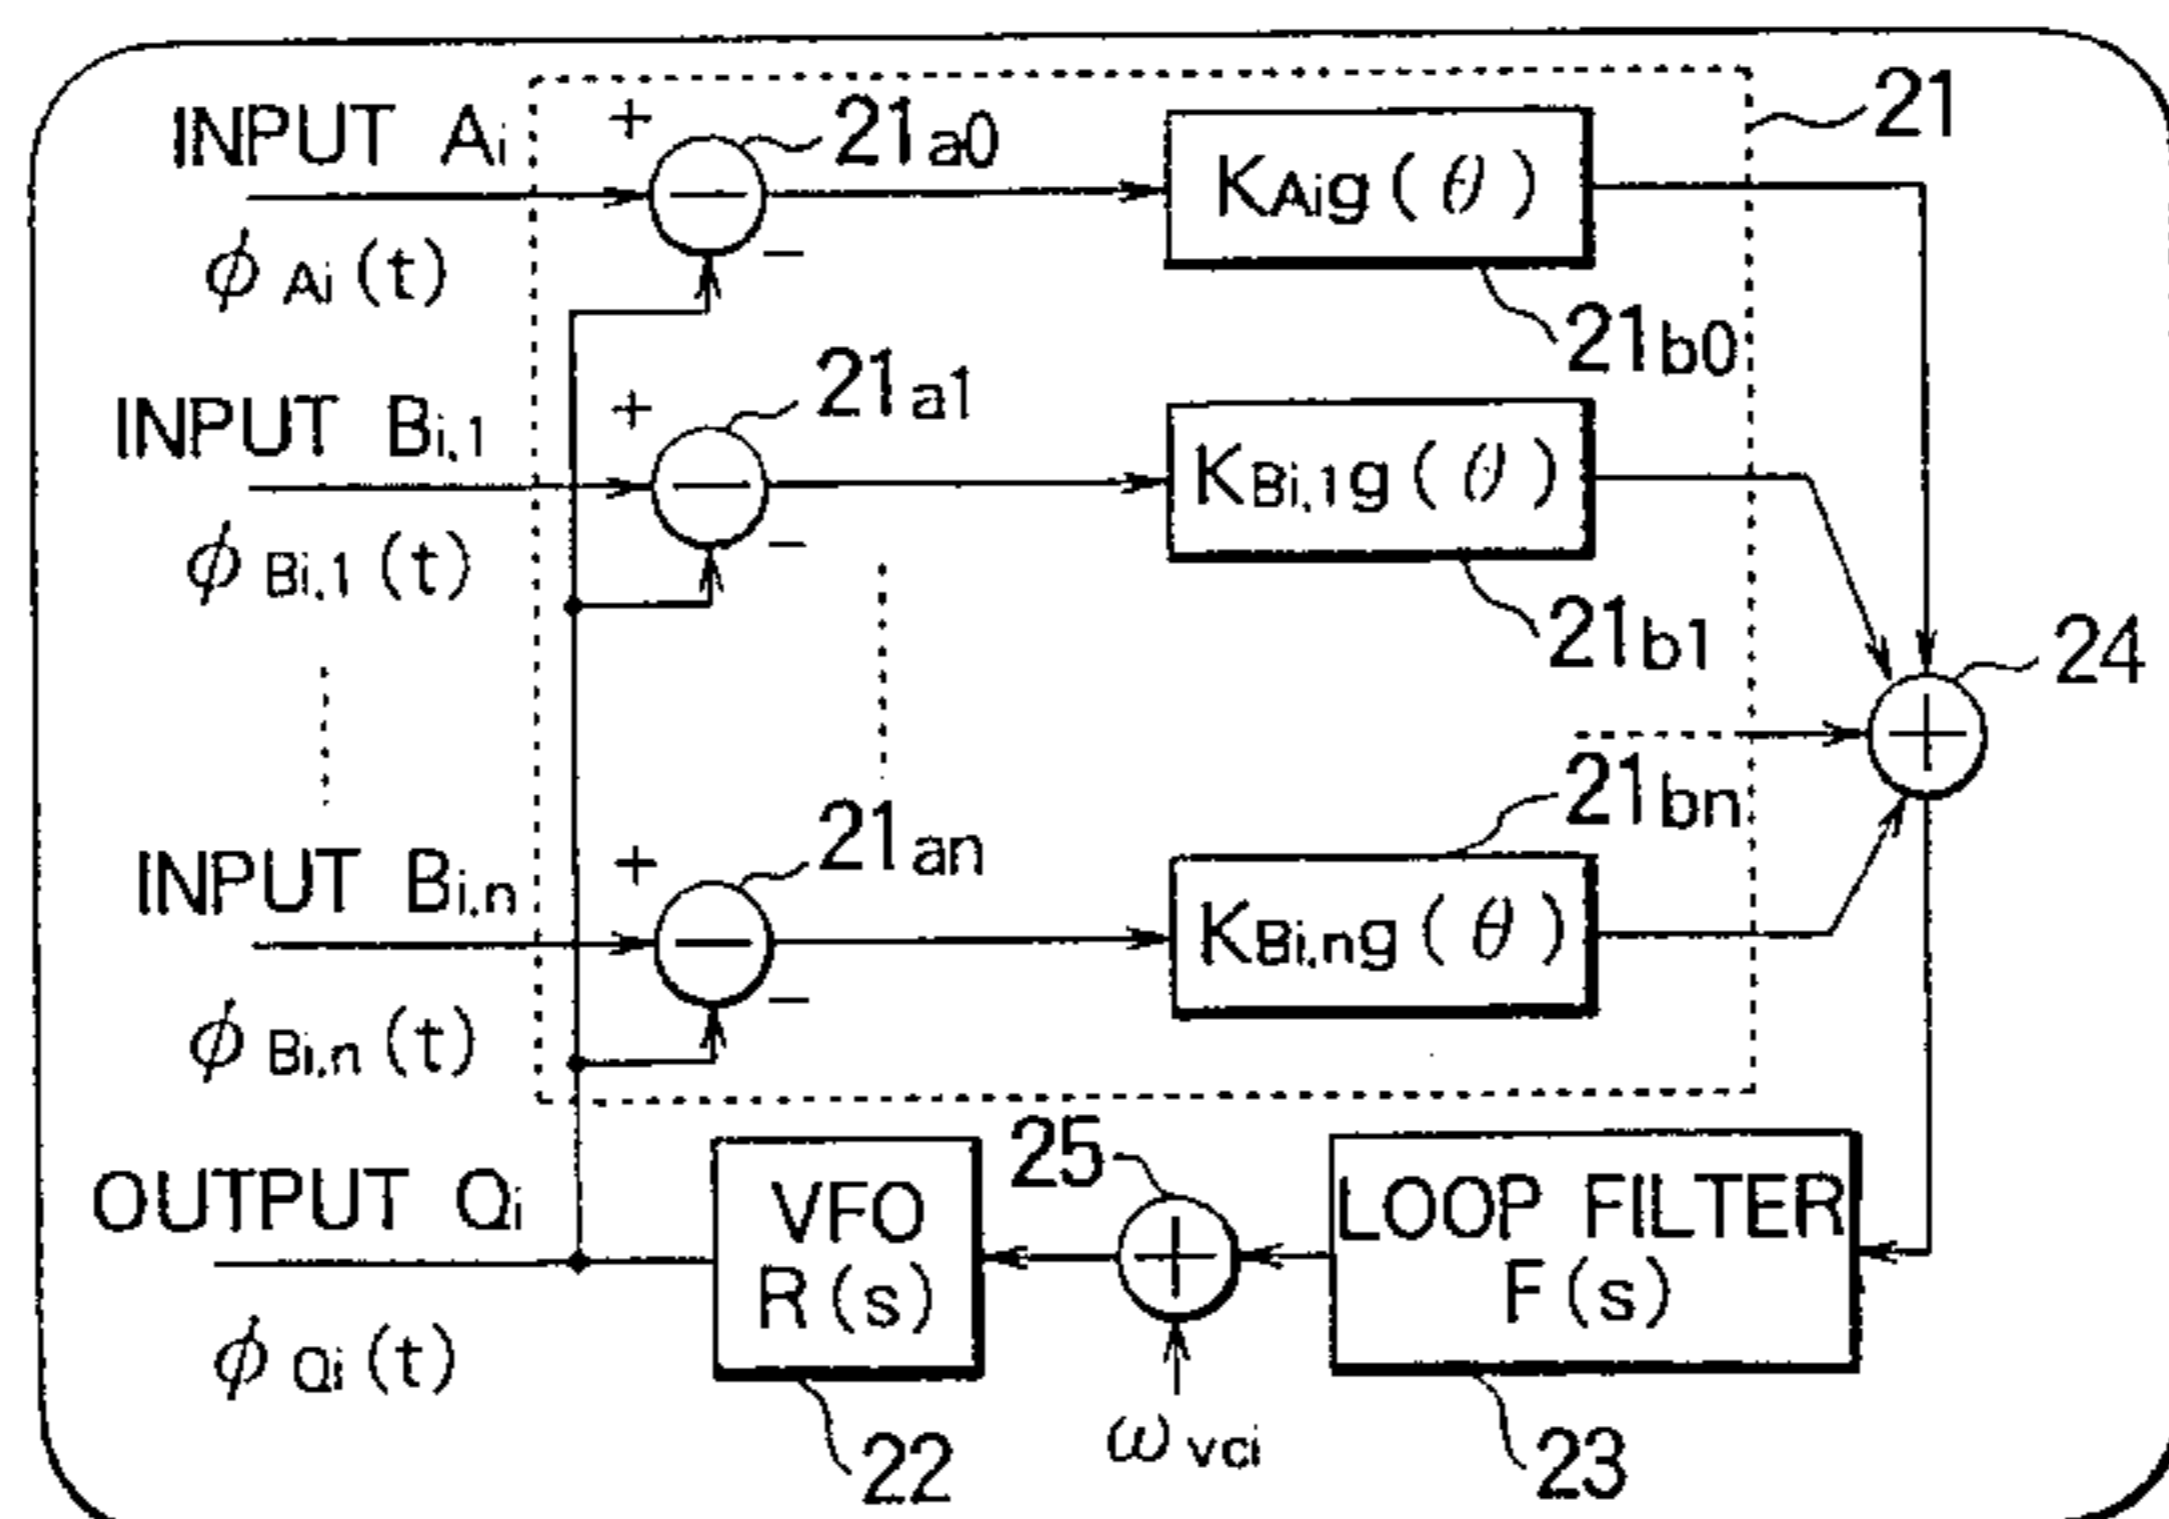 INPUT Ai
+
21a0
21
KAig(θ)
ϕAi(t)
−
21b0
INPUT Bi,1
+
21a1
KBi,1g(θ)
ϕBi,1(t)
−
21b1
24
21bn
INPUT Bi,n
+
21an
KBi,ng(θ)
ϕBi,n(t)
−
OUTPUT Qi
VFO
R(s)
25
LOOP FILTER
F(s)
ϕQi(t)
22
ωvci
23